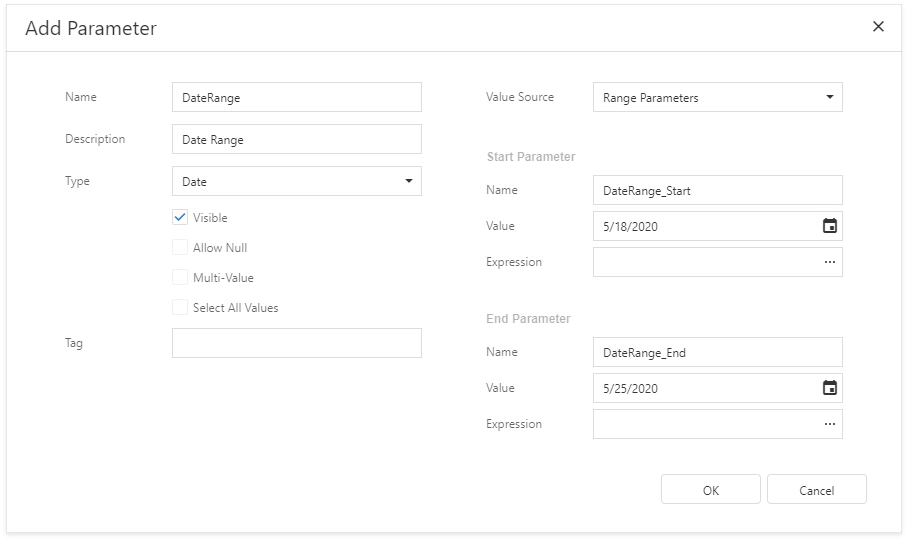 Add Parameter
Name
DateRange
Description
Date Range
Type
Date
Visible
Allow Null
Multi-Value
Select All Values
Tag
Value Source
Range Parameters
Start Parameter
Name
DateRange_Start
Value
5/18/2020
Expression
...
End Parameter
Name
DateRange_End
Value
5/25/2020
Expression
...
OK
Cancel